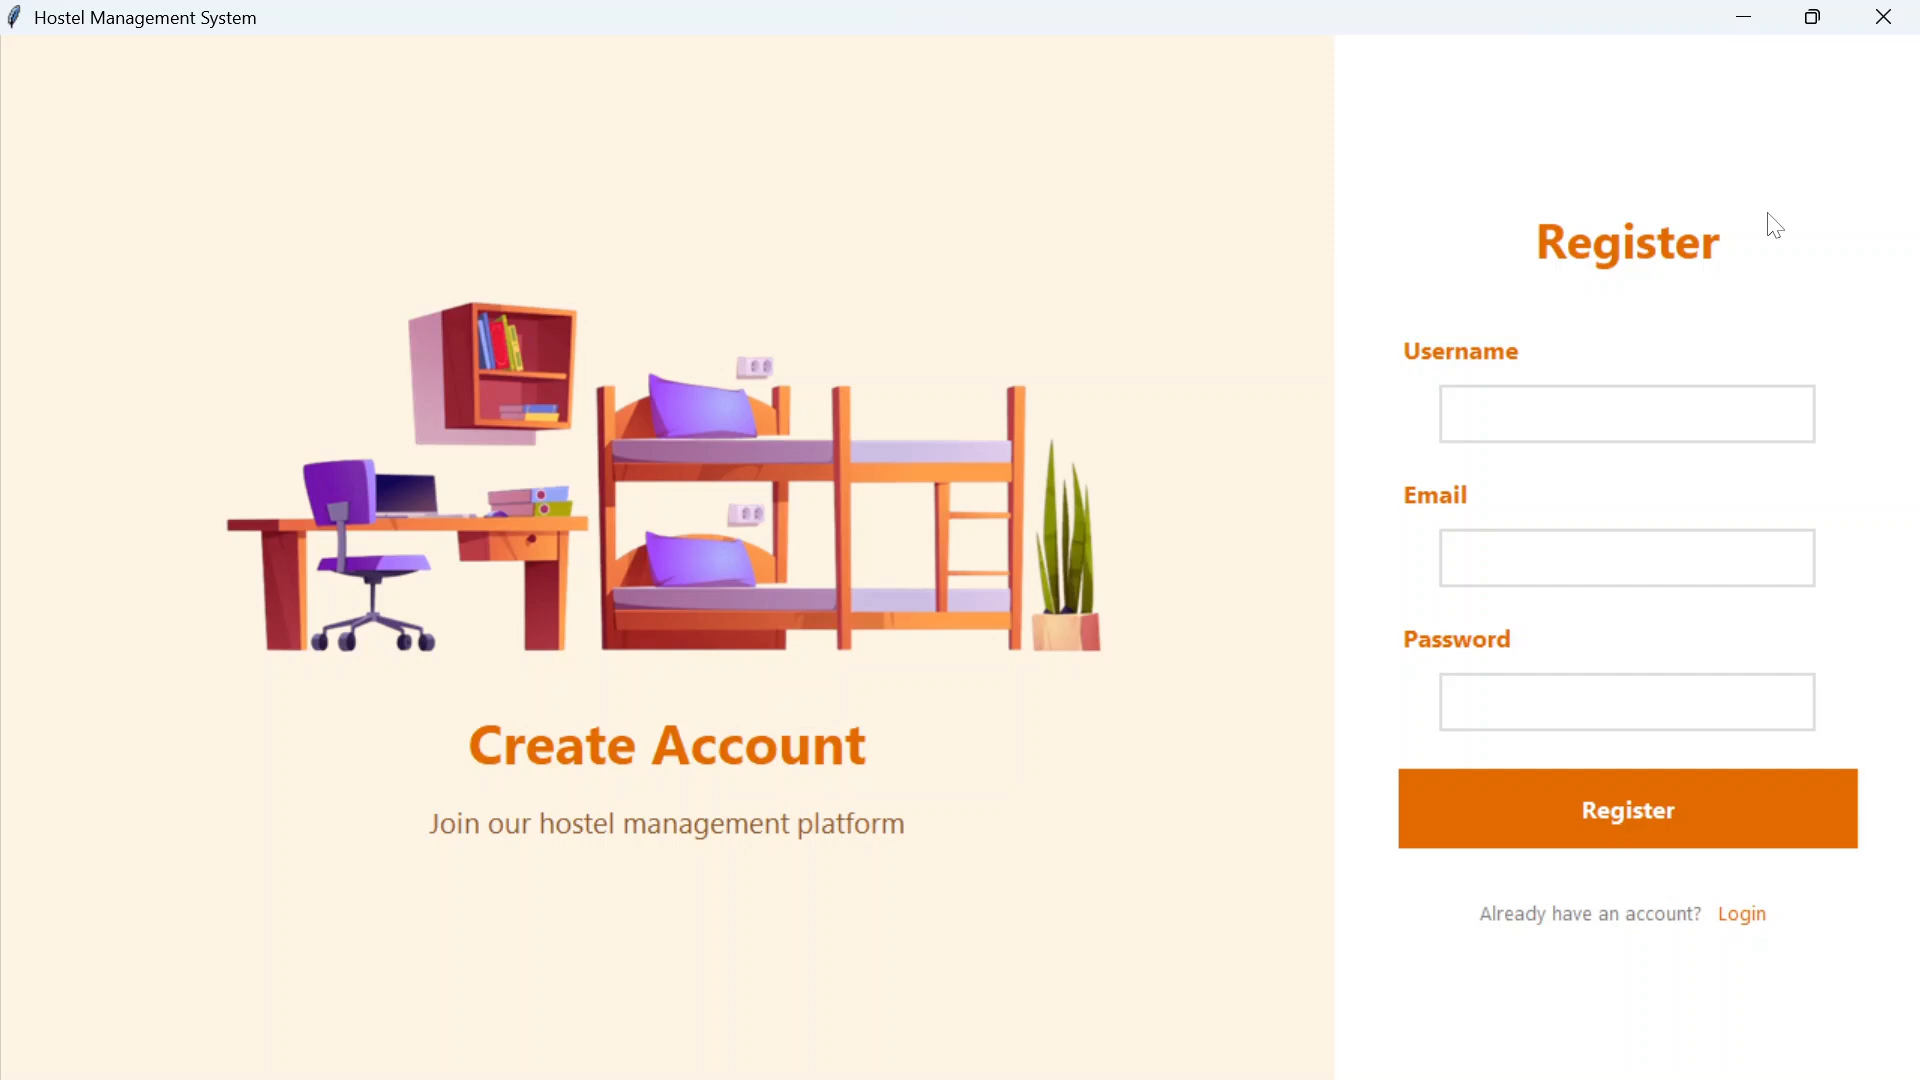 Hostel Management System
Create Account
Join our hostel management platform
Register
Username
Email
Password
Register
Already have an account? Login